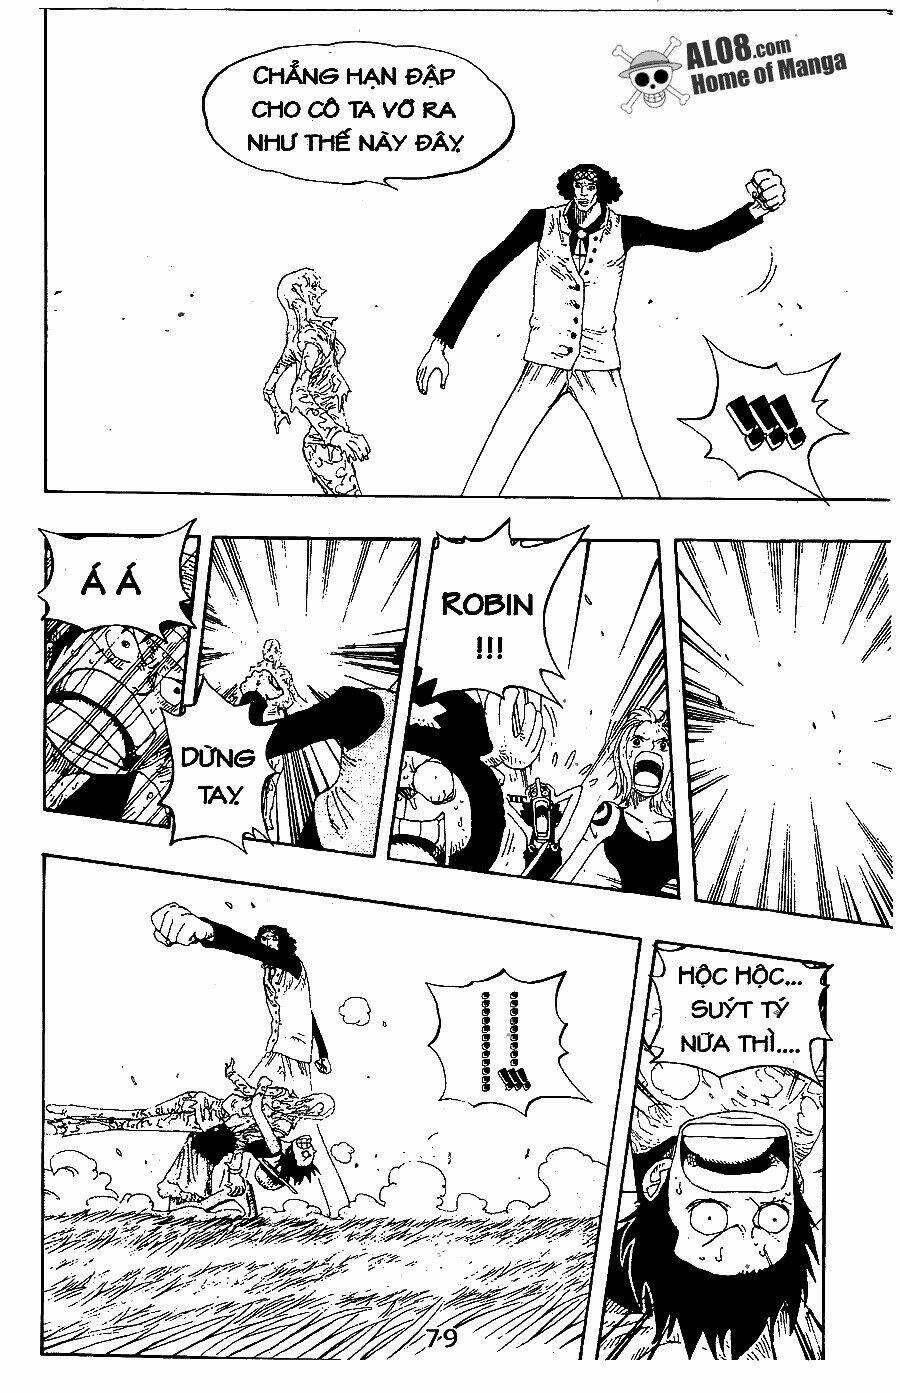 AL08.com
Home of Manga
CHẲNG HẠN ĐẬP
CHO CÔ TA VỠ RA
NHƯ THẾ NÀY ĐÂY.
!!!
Á Á
DỪNG
TAY.
ROBIN
!!!
!!!
HỘC HỘC...
SUÝT TÝ
NỮA THÌ....
79